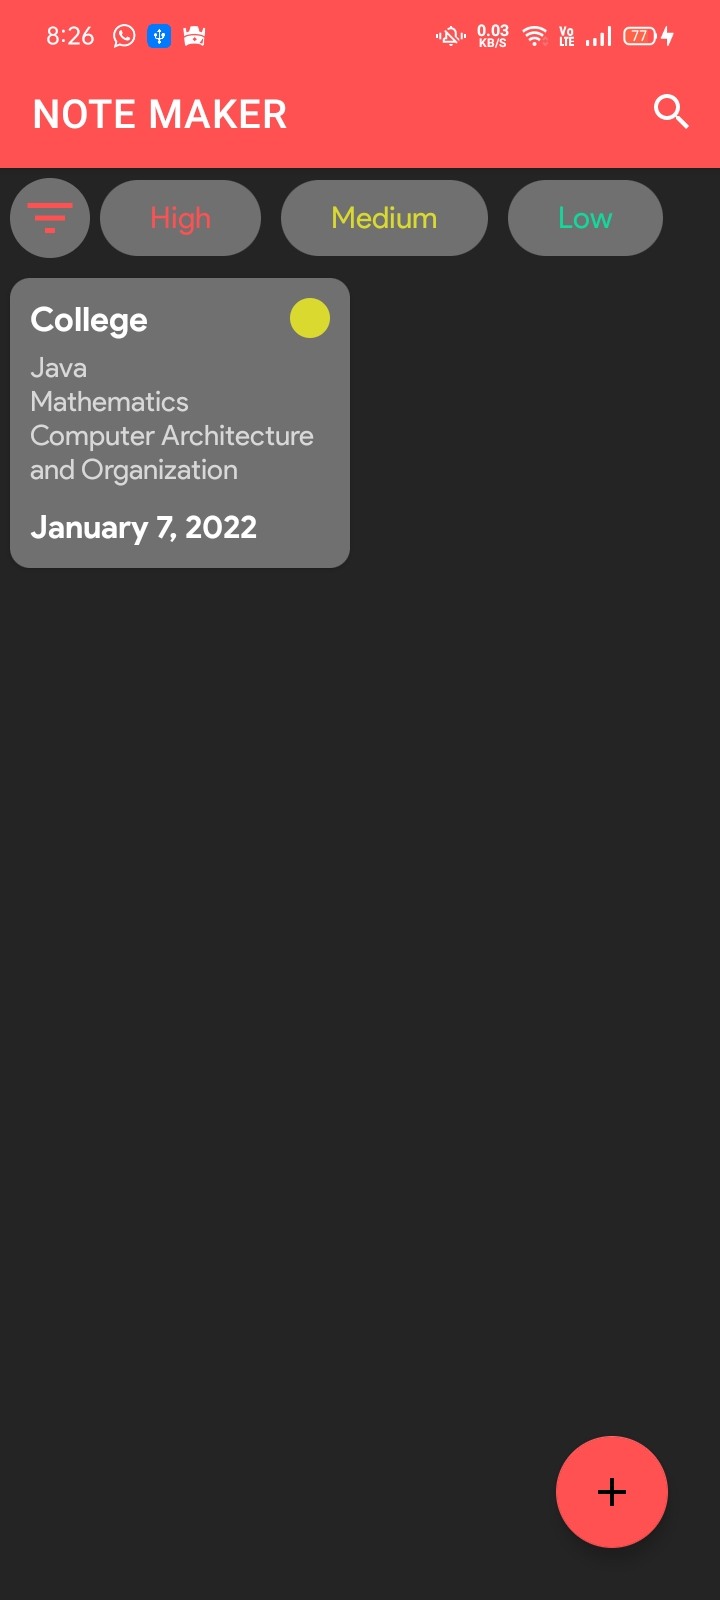 8:26 0.03 KB/S Vo LTE 77
NOTE MAKER
High Medium Low
College
Java
Mathematics
Computer Architecture
and Organization
January 7, 2022